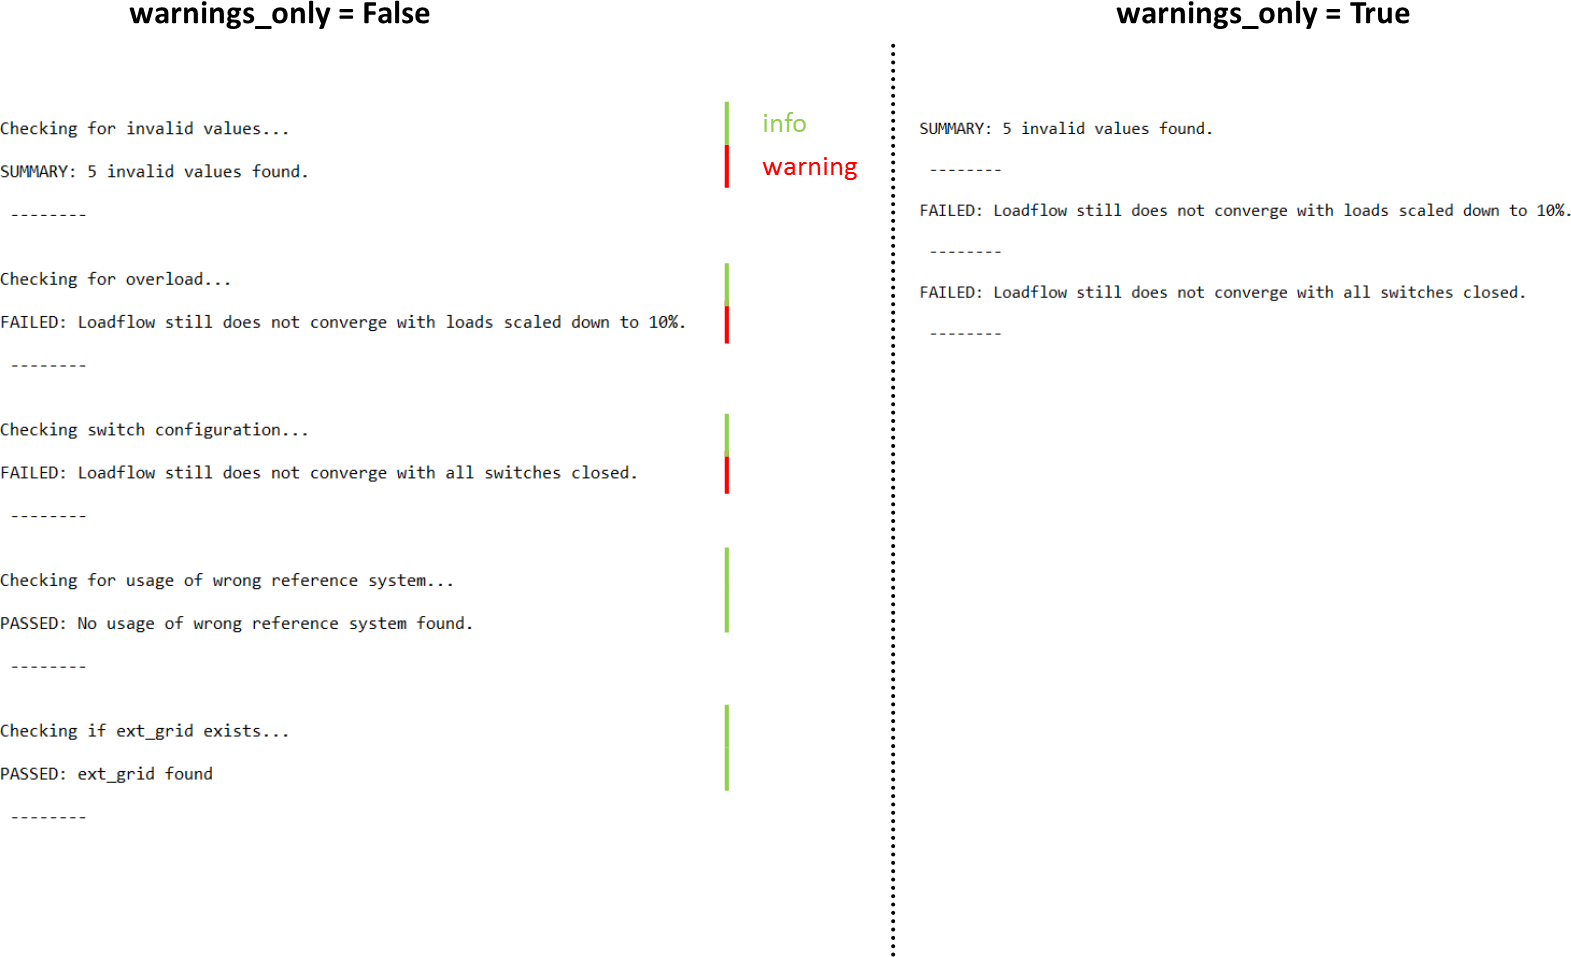 warnings_only = False
Checking for invalid values...
info
SUMMARY: 5 invalid values found.
warning
--------
Checking for overload...
FAILED: Loadflow still does not converge with loads scaled down to 10%.
--------
Checking switch configuration...
FAILED: Loadflow still does not converge with all switches closed.
--------
Checking for usage of wrong reference system...
PASSED: No usage of wrong reference system found.
--------
Checking if ext_grid exists...
PASSED: ext_grid found
--------
warnings_only = True
SUMMARY: 5 invalid values found.
--------
FAILED: Loadflow still does not converge with loads scaled down to 10%.
--------
FAILED: Loadflow still does not converge with all switches closed.
--------